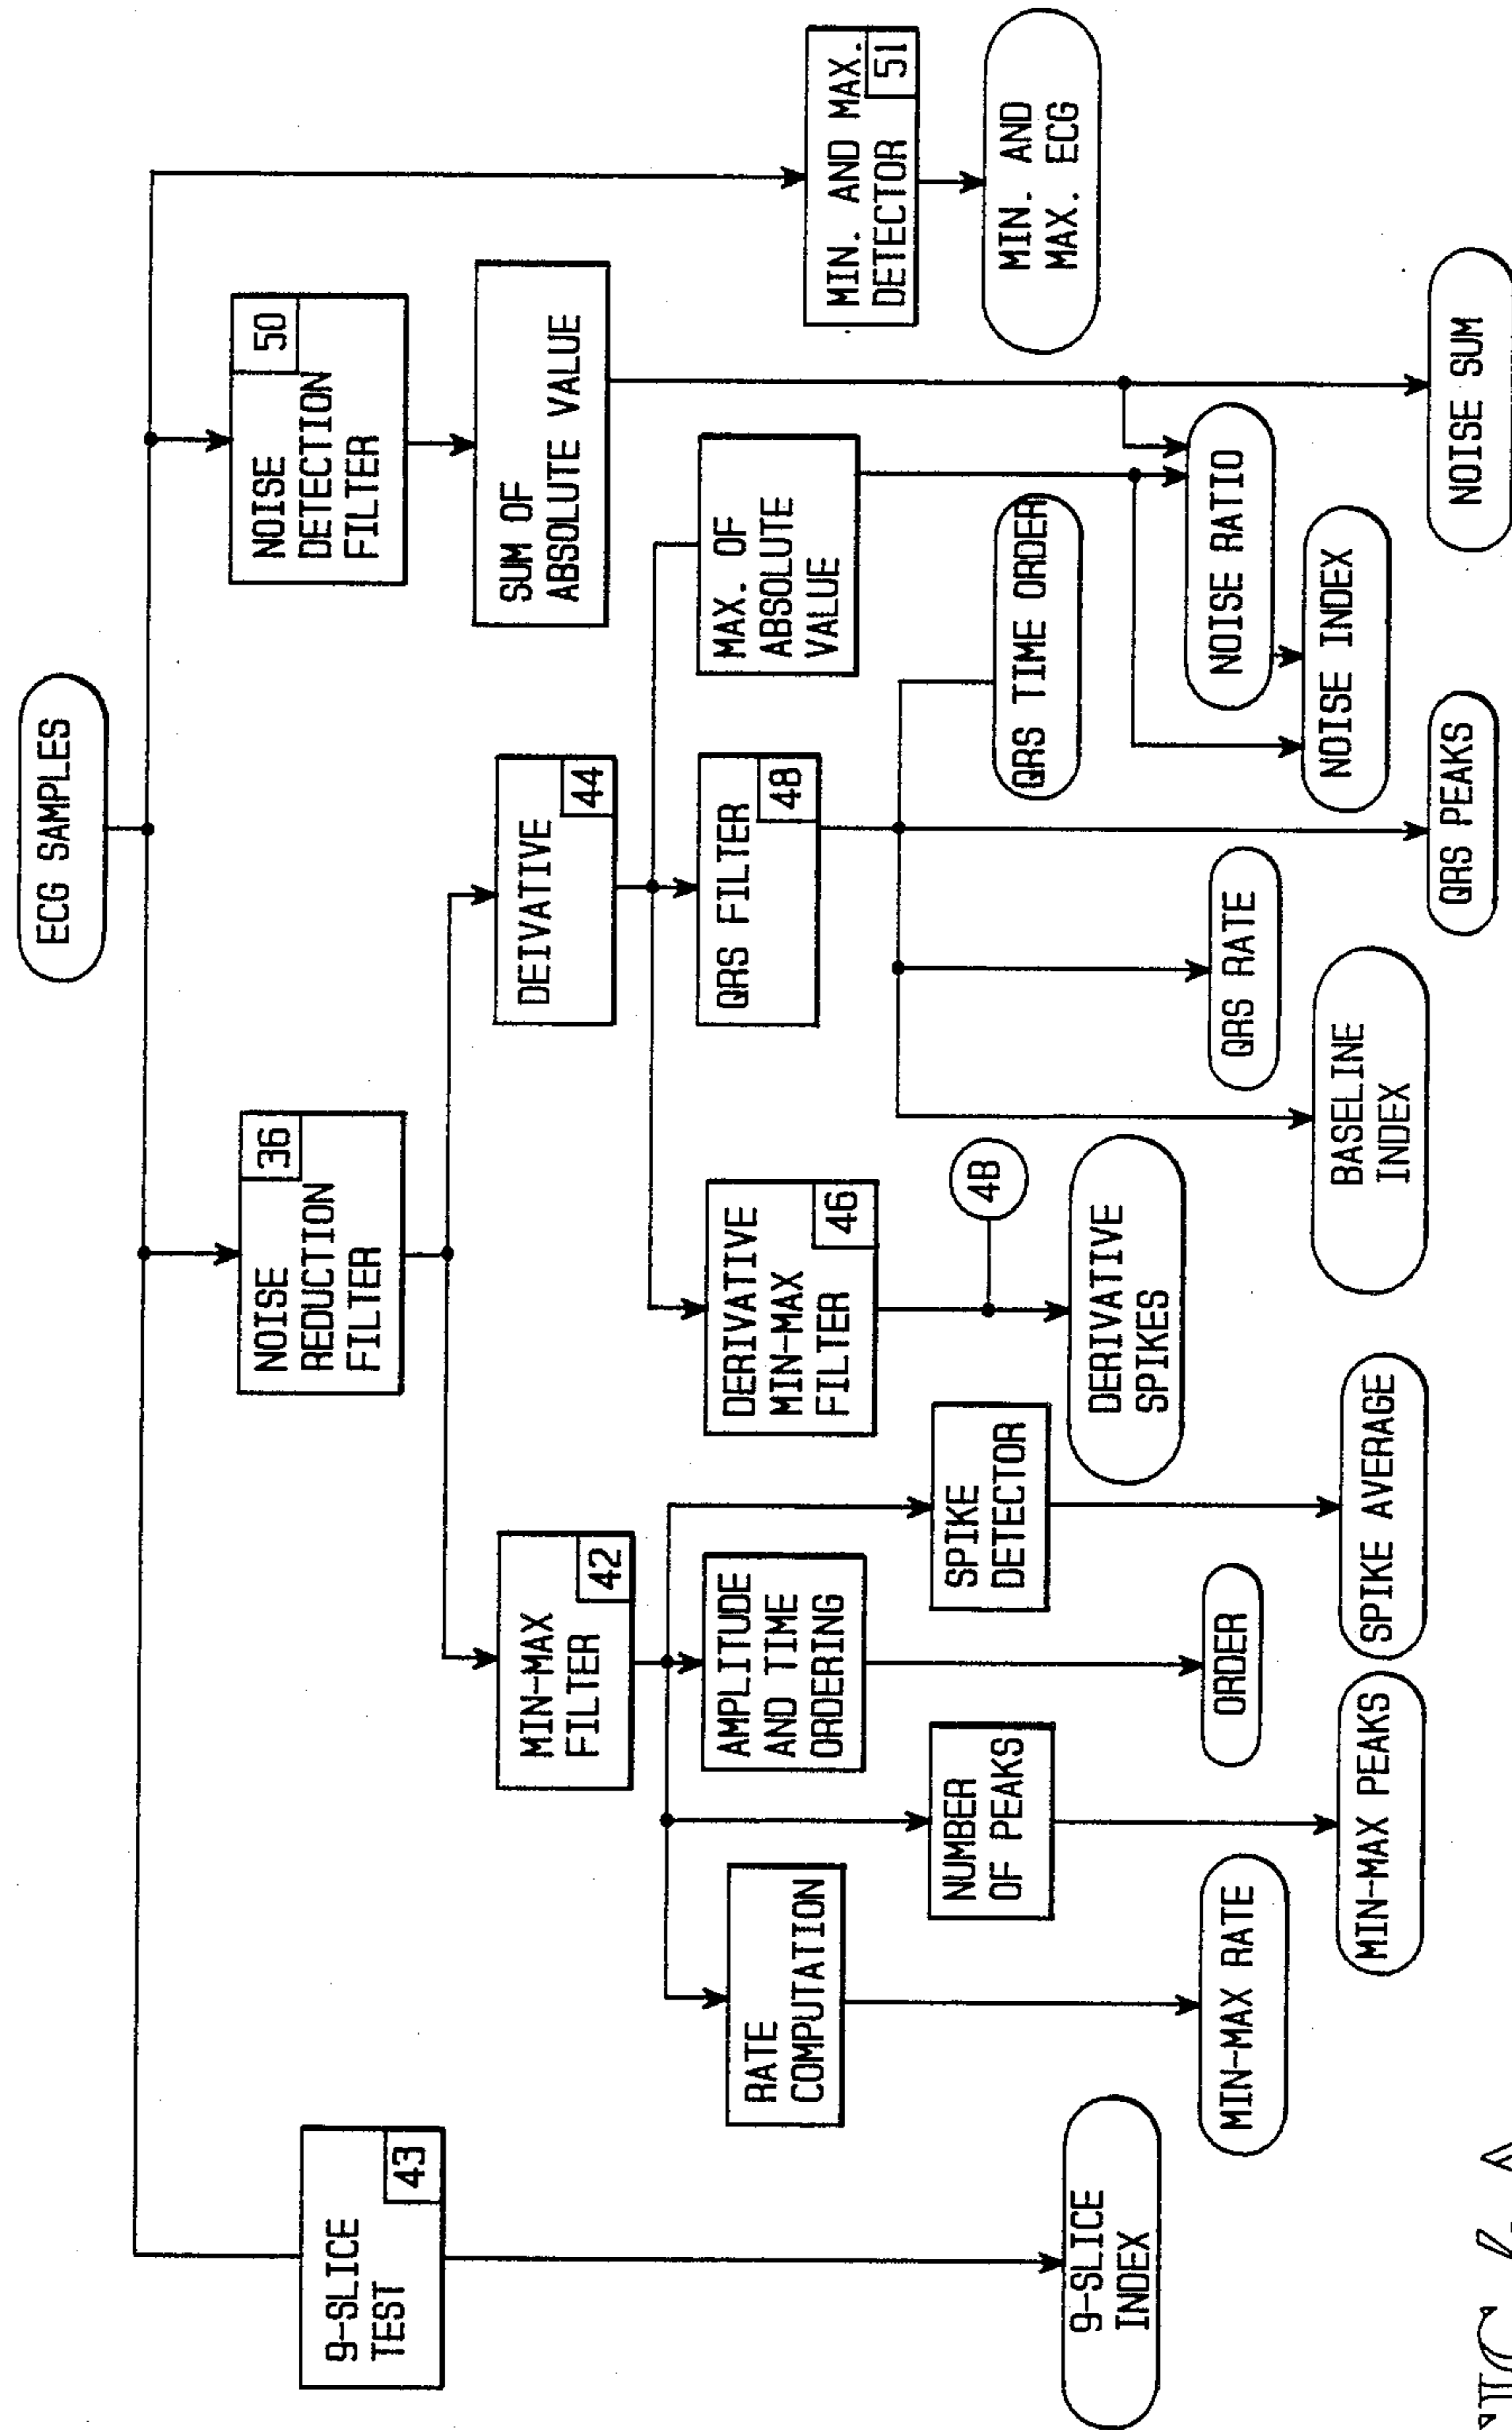 ECG SAMPLES
9-SLICE
TEST
43
NOISE
REDUCTION
FILTER
36
NOISE
DETECTION
FILTER
50
MIN-MAX
FILTER
42
DEIVATIVE
44
SUM OF
ABSOLUTE VALUE
RATE
COMPUTATION
AMPLITUDE
AND TIME
ORDERING
DERIVATIVE
MIN-MAX
FILTER
46
QRS FILTER
48
MAX. OF
ABSOLUTE
VALUE
MIN. AND MAX.
DETECTOR
51
NUMBER
OF PEAKS
SPIKE
DETECTOR
4B
QRS TIME ORDER
MIN. AND
MAX. ECG
9-SLICE
INDEX
DERIVATIVE
SPIKES
MIN-MAX RATE
ORDER
QRS RATE
NOISE RATIO
MIN-MAX PEAKS
SPIKE AVERAGE
BASELINE
INDEX
NOISE INDEX
QRS PEAKS
NOISE SUM